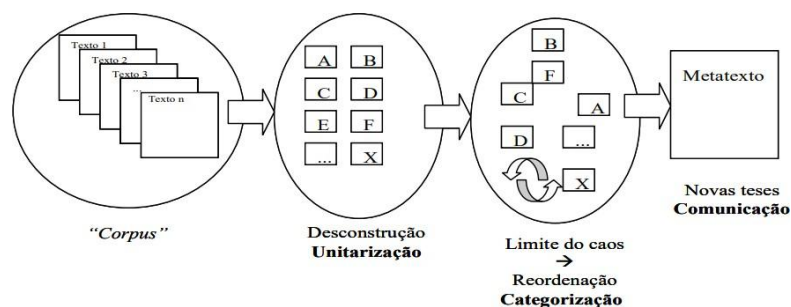 Texto 1
Texto 2
Texto 3
...
Texto n
“Corpus”
A B
C D
E F
... X
Desconstrução
Unitarização
B
F
C
A
D
...
X
Limite do caos
→
Reordenação
Categorização
Metatexto
Novas teses
Comunicação